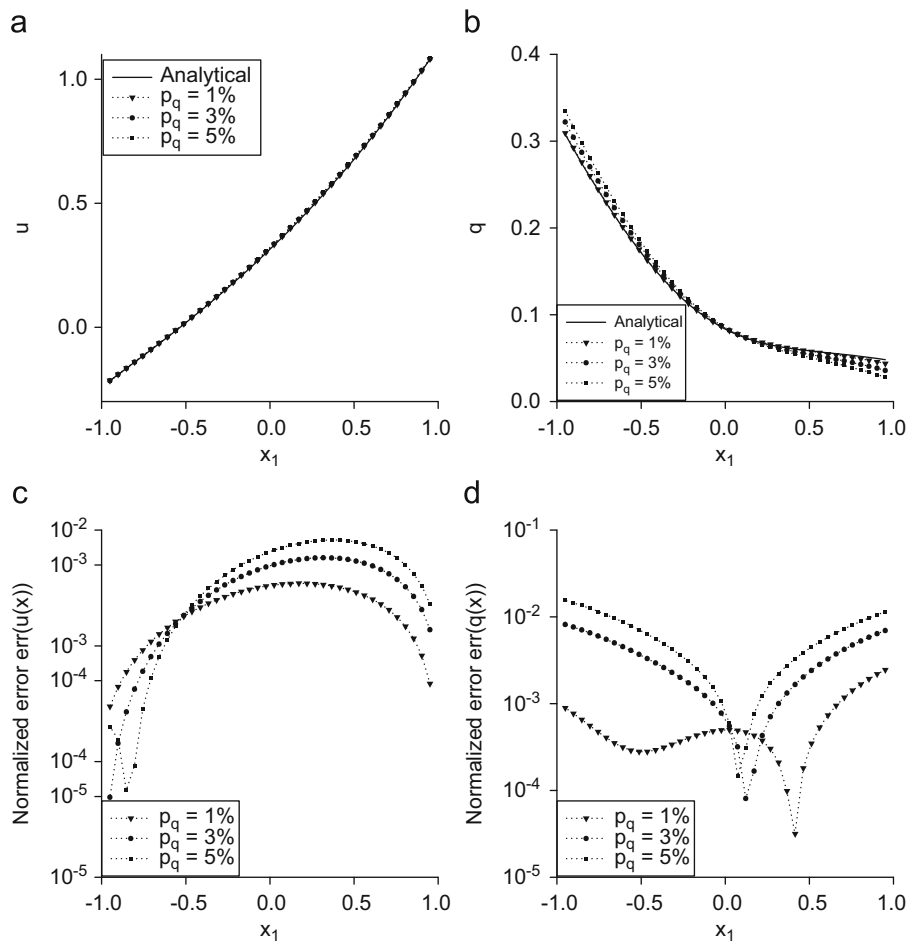 a
1.0
0.5
0.0
u
Analytical
p_q = 1%
p_q = 3%
p_q = 5%
-1.0 -0.5 0.0 0.5 1.0
x_1
b
0.4
0.3
0.2
0.1
0.0
q
Analytical
p_q = 1%
p_q = 3%
p_q = 5%
-1.0 -0.5 0.0 0.5 1.0
x_1
c
10^-2
10^-3
10^-3
10^-4
10^-4
10^-5
10^-5
Normalized error err(u(x))
p_q = 1%
p_q = 3%
p_q = 5%
-1.0 -0.5 0.0 0.5 1.0
x_1
d
10^-1
10^-2
10^-3
10^-4
10^-5
Normalized error err(q(x))
p_q = 1%
p_q = 3%
p_q = 5%
-1.0 -0.5 0.0 0.5 1.0
x_1